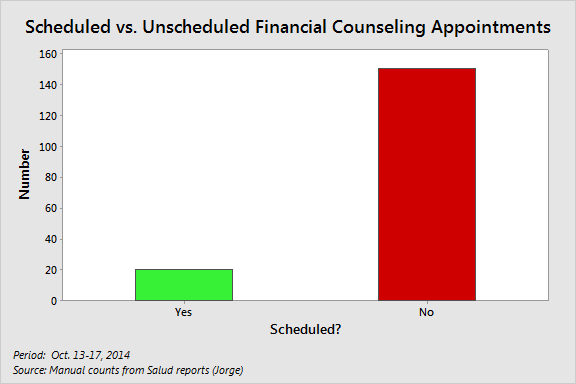 Scheduled vs. Unscheduled Financial Counseling Appointments
Number
160
140
120
100
80
60
40
20
0
Yes
No
Scheduled?
Period:  Oct. 13-17, 2014
Source: Manual counts from Salud reports (Jorge)